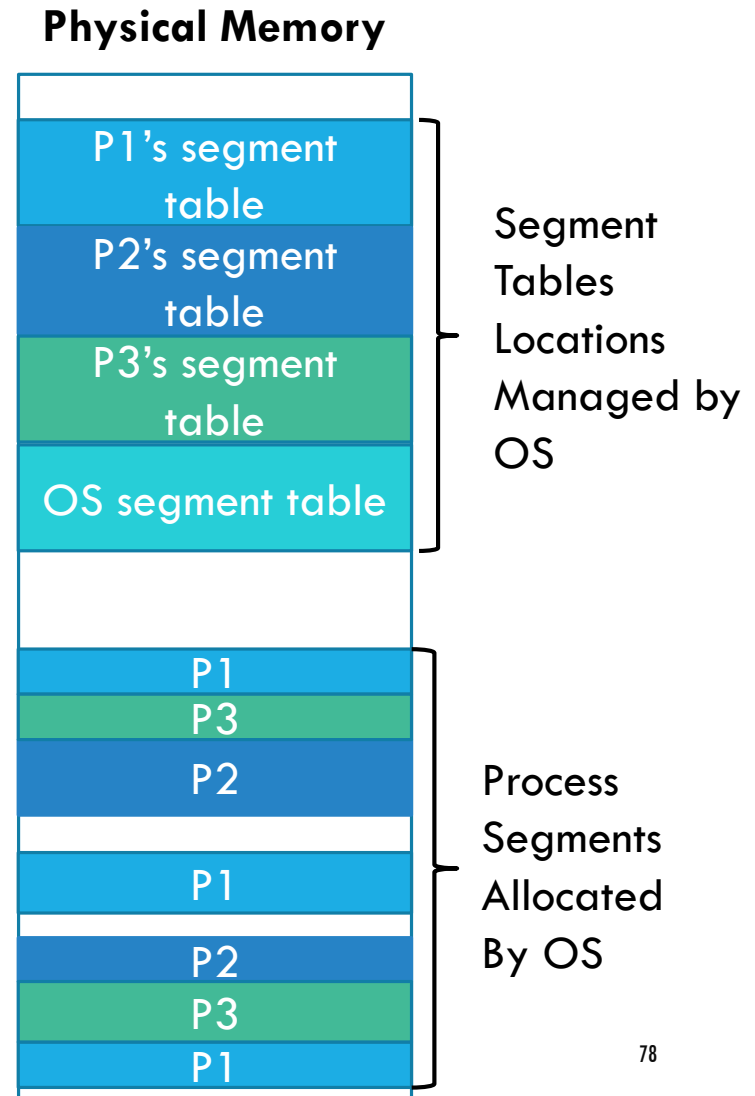 Physical Memory
P1’s segment
table
P2’s segment
table
P3’s segment
table
OS segment table
Segment
Tables
Locations
Managed by
OS
P1
P3
P2
P1
P2
P3
P1
Process
Segments
Allocated
By OS
78